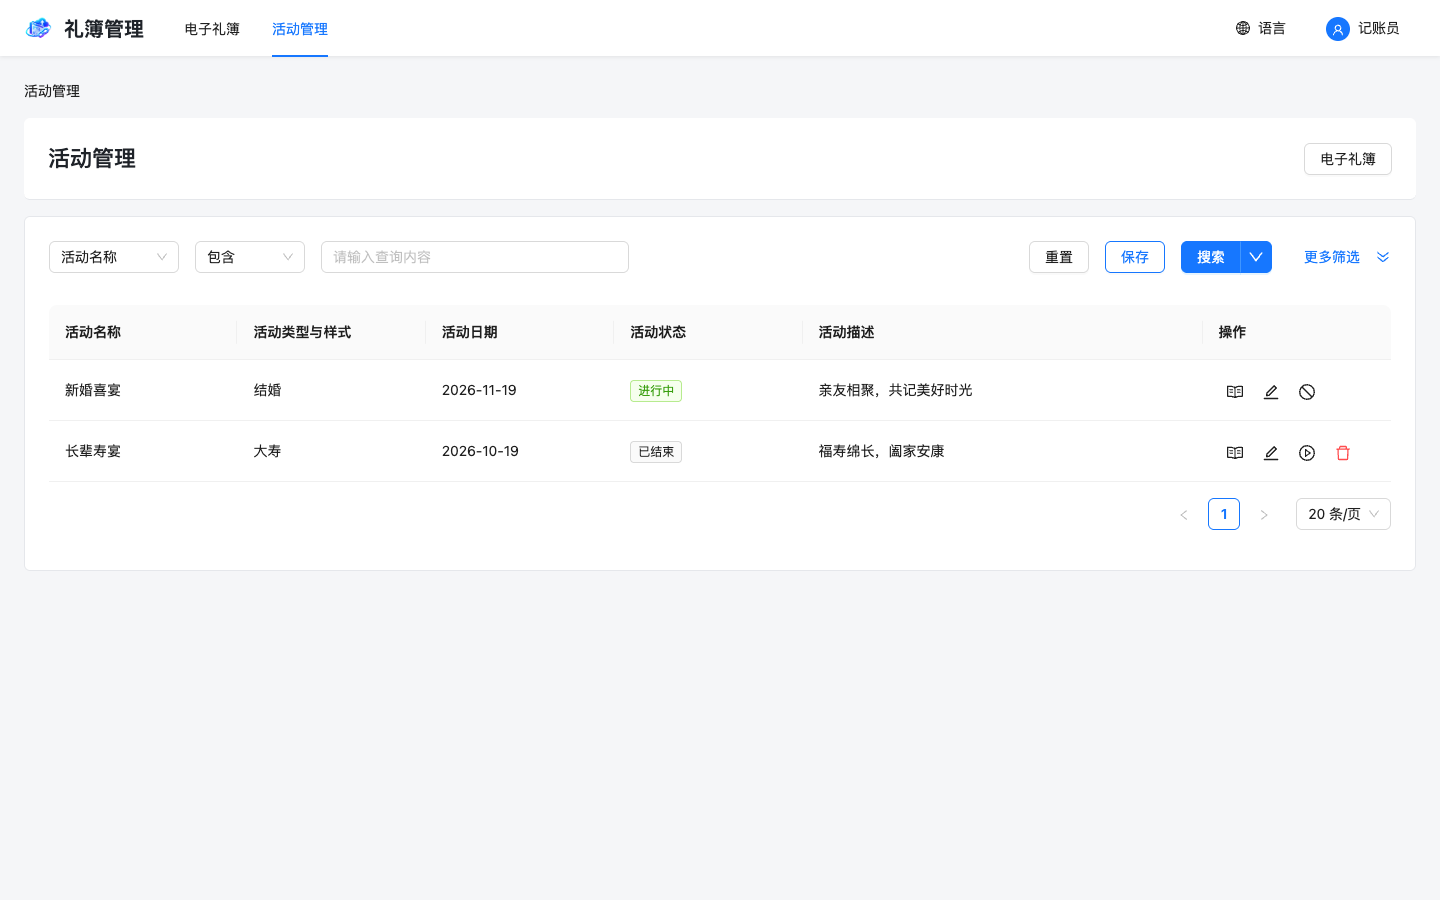 礼簿管理 电子礼簿 活动管理 语言 记账员
活动管理
活动管理 电子礼簿
活动名称 包含 请输入查询内容 重置 保存 搜索 更多筛选
活动名称 活动类型与样式 活动日期 活动状态 活动描述 操作
新婚喜宴 结婚 2026-11-19 进行中 亲友相聚，共记美好时光
长辈寿宴 大寿 2026-10-19 已结束 福寿绵长，阖家安康
1 20 条/页